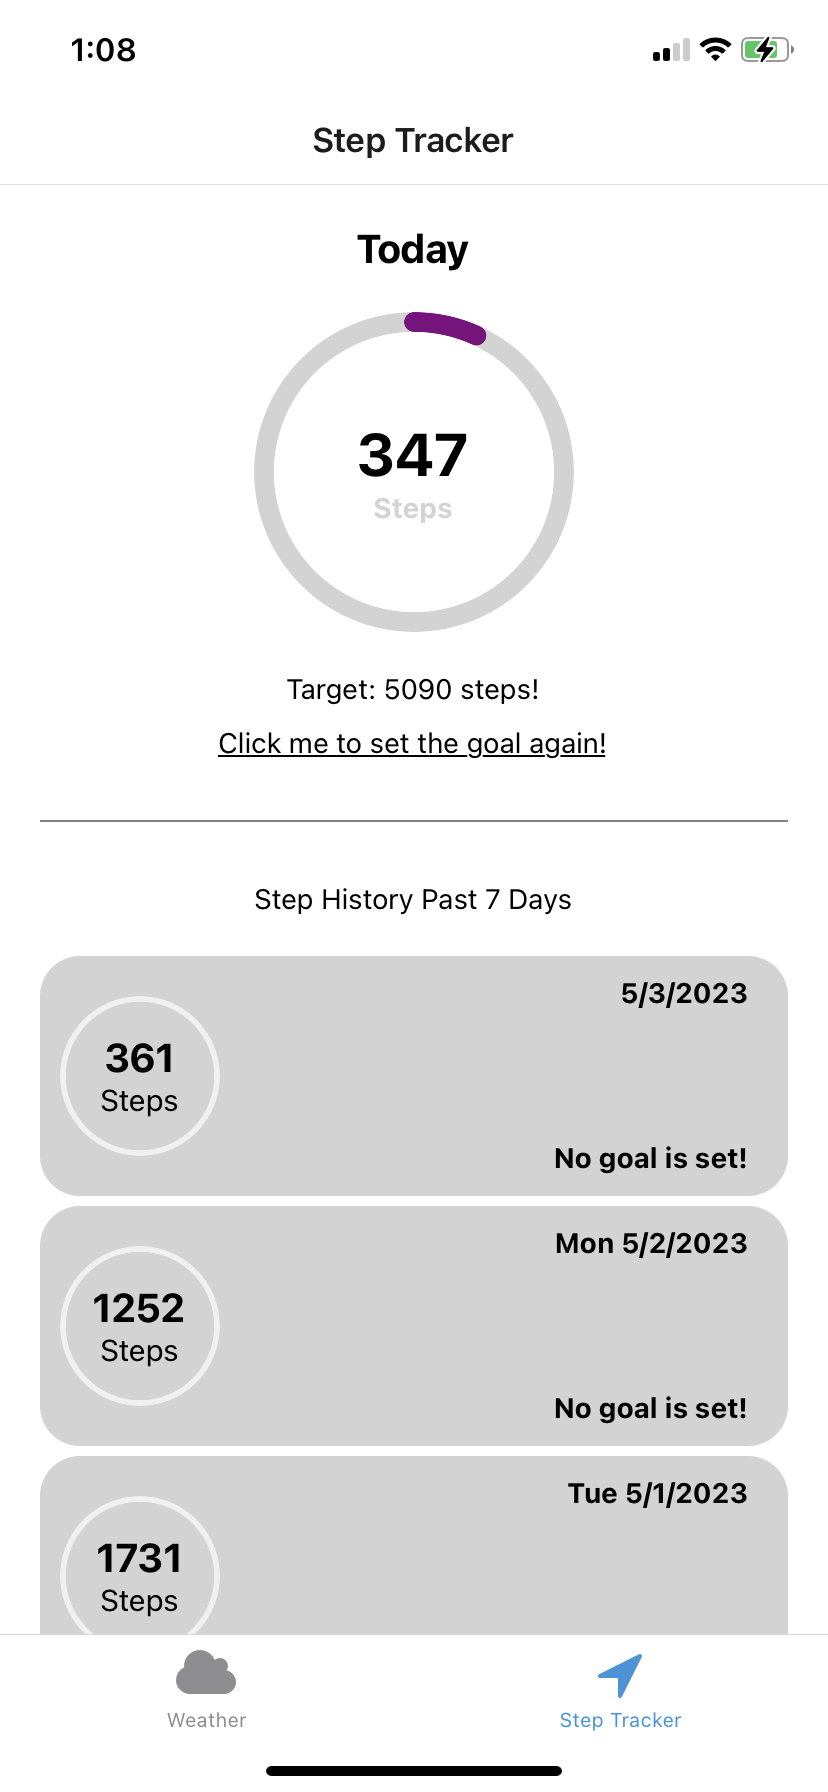 1:08
Step Tracker
Today
347
Steps
Target: 5090 steps!
Click me to set the goal again!
Step History Past 7 Days
5/3/2023
361
Steps
No goal is set!
Mon 5/2/2023
1252
Steps
No goal is set!
Tue 5/1/2023
1731
Steps
Weather
Step Tracker